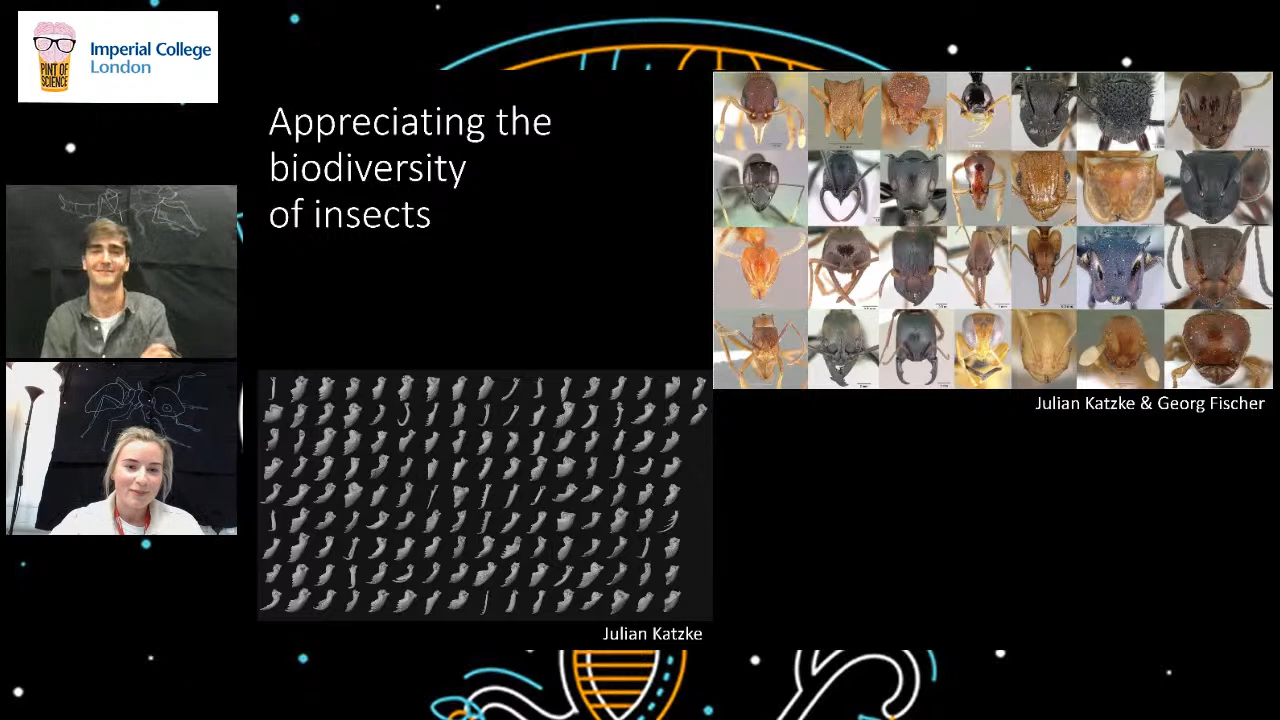 PINT OF
SCIENCE
Imperial College
London
Appreciating the
biodiversity
of insects
Julian Katzke & Georg Fischer
Julian Katzke